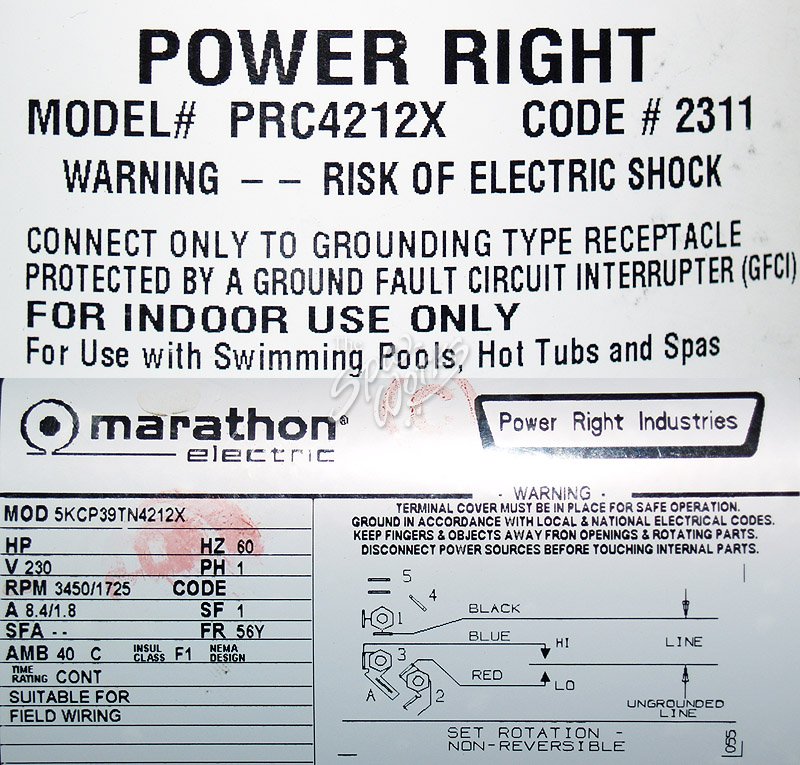 POWER RIGHT
MODEL# PRC4212X CODE # 2311
WARNING -- RISK OF ELECTRIC SHOCK
CONNECT ONLY TO GROUNDING TYPE RECEPTACLE
PROTECTED BY A GROUND FAULT CIRCUIT INTERRUPTER (GFCI)
FOR INDOOR USE ONLY
For Use with Swimming Pools, Hot Tubs and Spas
The
Spa
Works
marathon®
electric
Power Right Industries
MOD 5KCP39TN4212X
HP HZ 60
V 230 PH 1
RPM 3450/1725 CODE
A 8.4/1.8 SF 1
SFA -- FR 56Y
AMB 40 C INSUL CLASS F1 NEMA DESIGN
TIME RATING CONT
SUITABLE FOR
FIELD WIRING
- WARNING -
TERMINAL COVER MUST BE IN PLACE FOR SAFE OPERATION.
GROUND IN ACCORDANCE WITH LOCAL & NATIONAL ELECTRICAL CODES.
KEEP FINGERS & OBJECTS AWAY FROM OPENINGS & ROTATING PARTS.
DISCONNECT POWER SOURCES BEFORE TOUCHING INTERNAL PARTS.
5
4
1 BLACK
BLUE HI LINE
3
RED LO
A 2
UNGROUNDED
LINE
SET ROTATION -
NON-REVERSIBLE